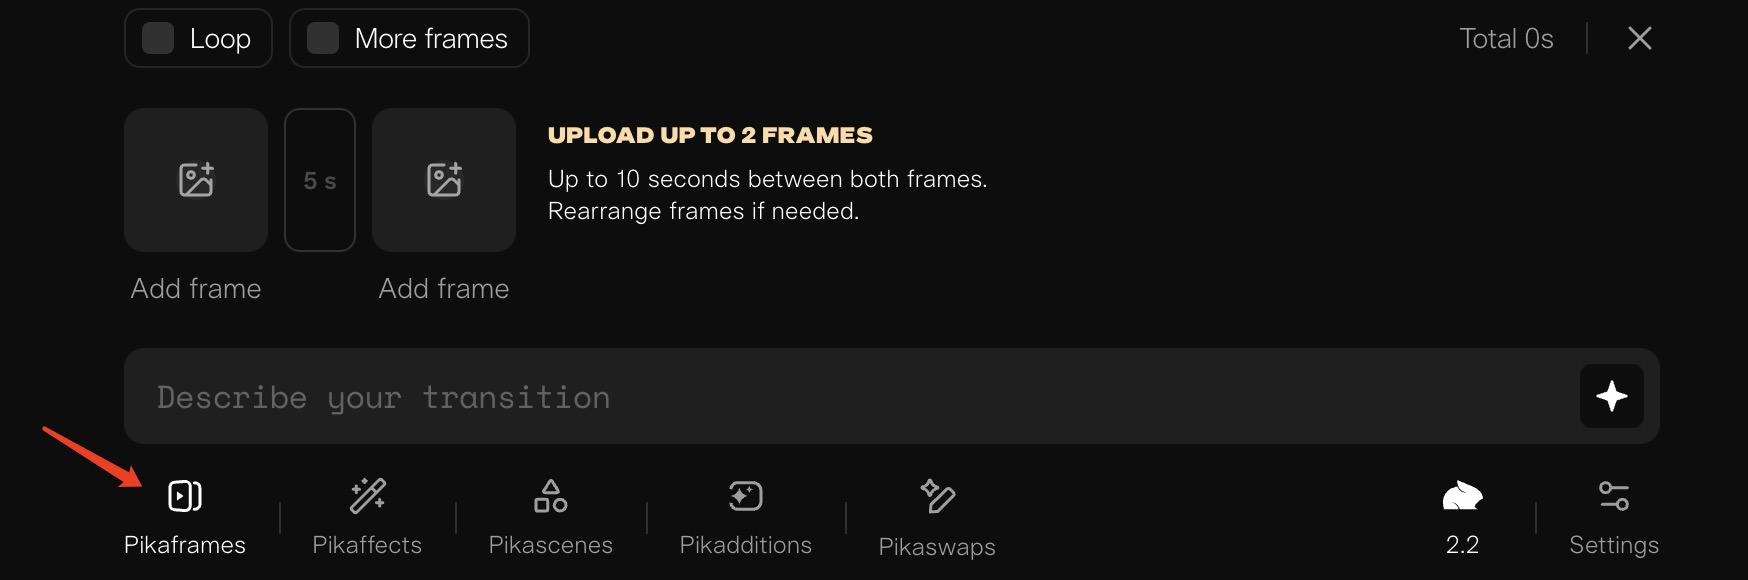 Loop
More frames
Total 0s
5 s
UPLOAD UP TO 2 FRAMES
Up to 10 seconds between both frames.
Rearrange frames if needed.
Add frame
Add frame
Describe your transition
Pikaframes
Pikaffects
Pikascenes
Pikadditions
Pikaswaps
2.2
Settings